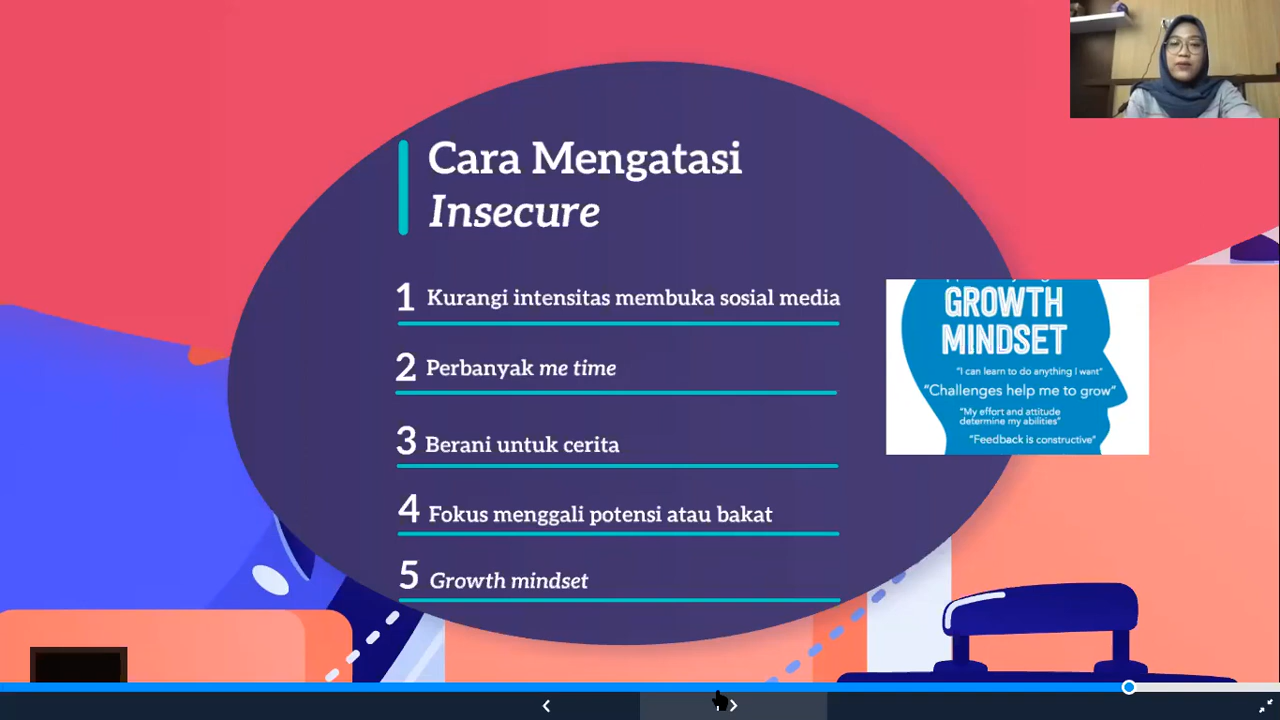 Cara Mengatasi
Insecure
1 Kurangi intensitas membuka sosial media
2 Perbanyak me time
3 Berani untuk cerita
4 Fokus menggali potensi atau bakat
5 Growth mindset
GROWTH
MINDSET
"I can learn to do anything I want"
"Challenges help me to grow"
"My effort and attitude
determine my abilities"
"Feedback is constructive"